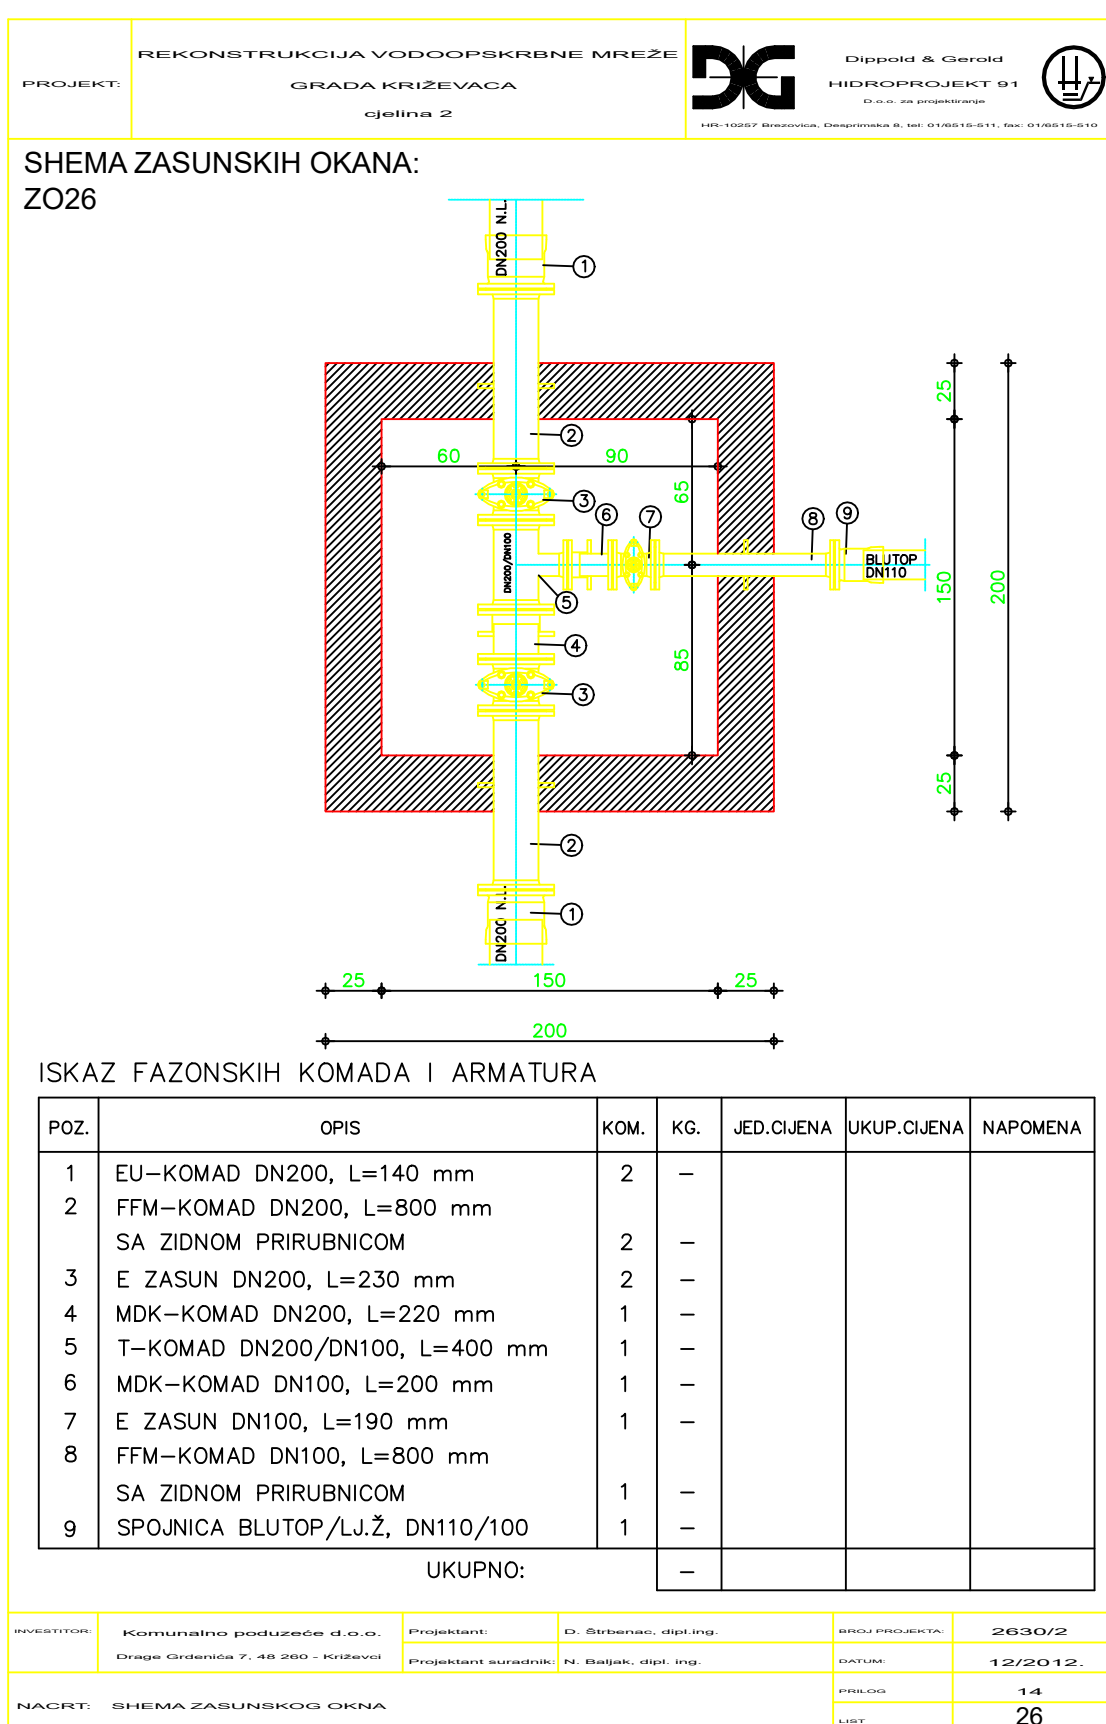 PROJEKT:
REKONSTRUKCIJA VODOOPSKRBNE MREŽE
GRADA KRIŽEVACA
cjelina 2
DG
Dippold & Gerold
HIDROPROJEKT 91
D.o.o. za projektiranje
HR-10257 Brezovica, Desprimska 8, tel: 01/6515-511, fax: 01/6515-510
SHEMA ZASUNSKIH OKANA:
ZO26
DN200 N.L.
1
25
2
60
90
65
3
6
7
8
9
DN200/DN100
BLUTOP
DN110
5
150
200
4
85
3
25
2
DN200 N.L.
1
25
150
25
200
ISKAZ FAZONSKIH KOMADA I ARMATURA
POZ. OPIS KOM. KG. JED.CIJENA UKUP.CIJENA NAPOMENA
1 EU-KOMAD DN200, L=140 mm 2 -
2 FFM-KOMAD DN200, L=800 mm
SA ZIDNOM PRIRUBNICOM 2 -
3 E ZASUN DN200, L=230 mm 2 -
4 MDK-KOMAD DN200, L=220 mm 1 -
5 T-KOMAD DN200/DN100, L=400 mm 1 -
6 MDK-KOMAD DN100, L=200 mm 1 -
7 E ZASUN DN100, L=190 mm 1 -
8 FFM-KOMAD DN100, L=800 mm
SA ZIDNOM PRIRUBNICOM 1 -
9 SPOJNICA BLUTOP/LJ.Ž, DN110/100 1 -
UKUPNO: -
INVESTITOR:
Komunalno poduzeće d.o.o.
Drage Grdenića 7, 48 260 - Križevci
Projektant: D. Štrbenac, dipl.ing.
Projektant suradnik: N. Baljak, dipl. ing.
BROJ PROJEKTA: 2630/2
DATUM: 12/2012.
NACRT: SHEMA ZASUNSKOG OKNA
PRILOG 14
LIST 26